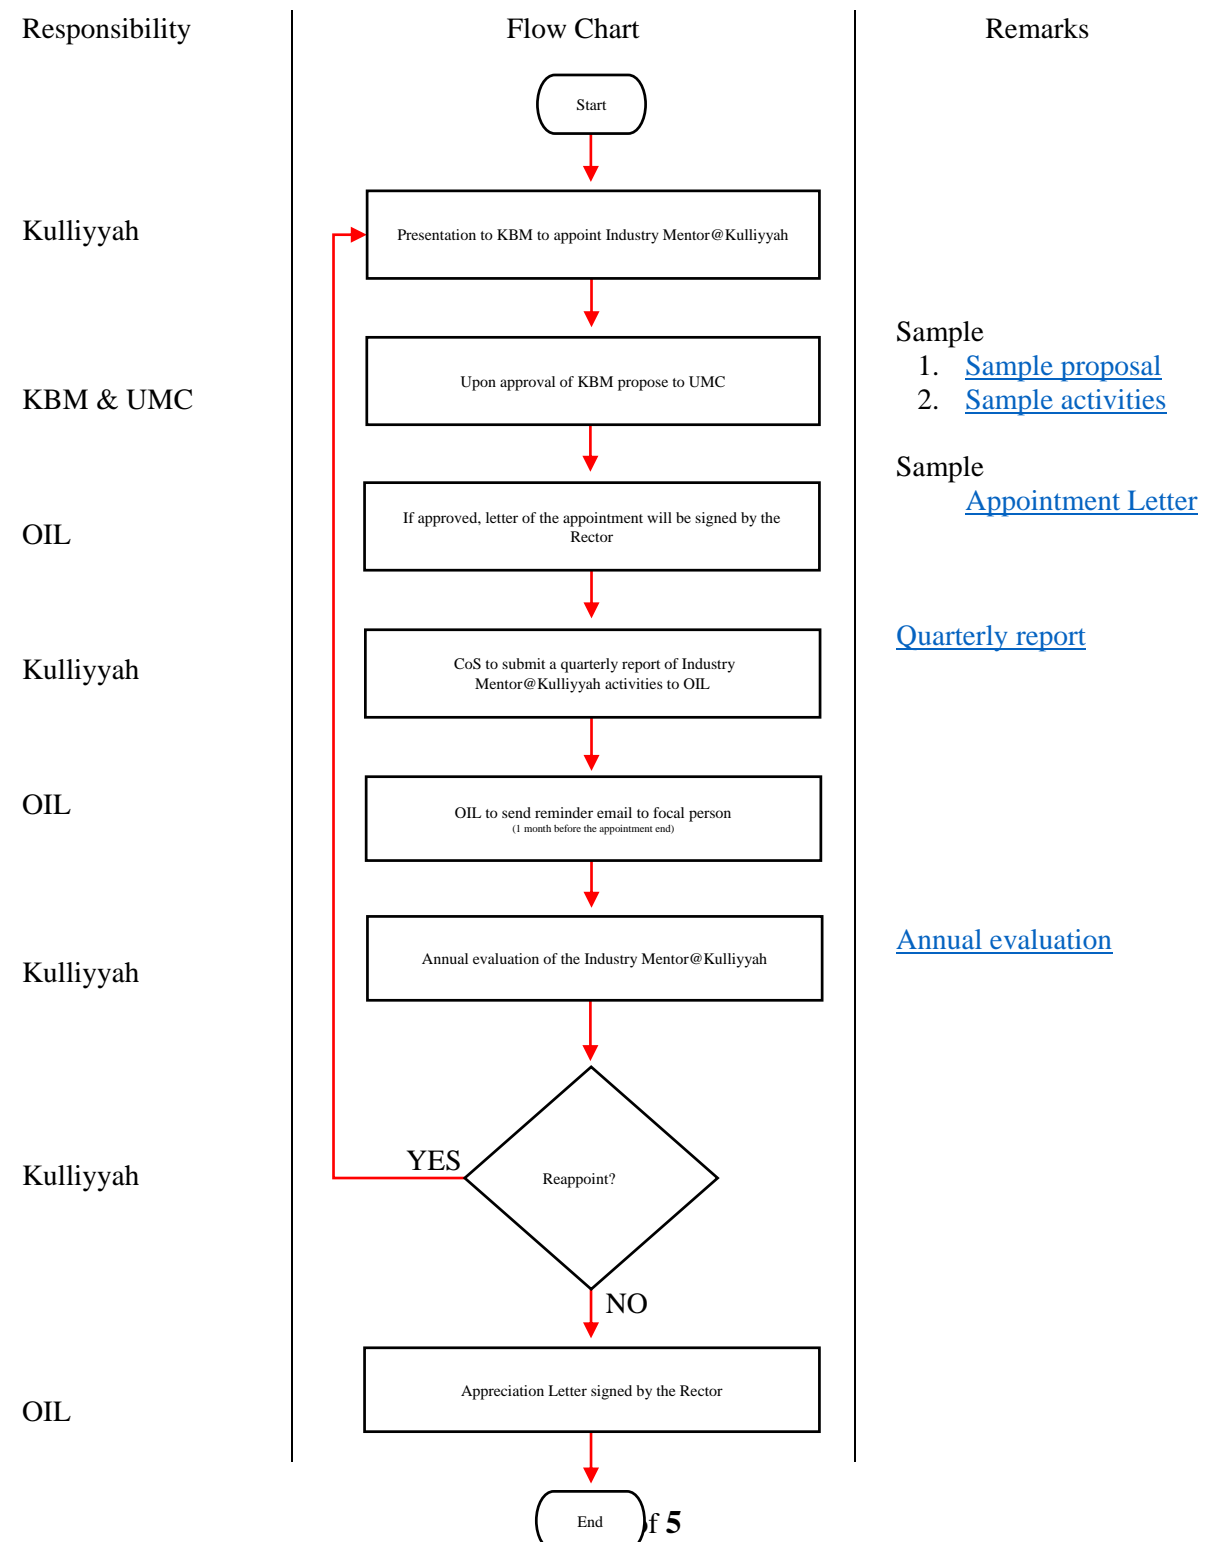 Responsibility
Flow Chart
Remarks
Start
Kulliyyah
Presentation to KBM to appoint Industry Mentor@Kulliyyah
Sample
1. Sample proposal
2. Sample activities
KBM & UMC
Upon approval of KBM propose to UMC
Sample
Appointment Letter
OIL
If approved, letter of the appointment will be signed by the
Rector
Quarterly report
Kulliyyah
CoS to submit a quarterly report of Industry
Mentor@Kulliyyah activities to OIL
OIL
OIL to send reminder email to focal person
(1 month before the appointment end)
Annual evaluation
Kulliyyah
Annual evaluation of the Industry Mentor@Kulliyyah
Kulliyyah
YES
Reappoint?
NO
OIL
Appreciation Letter signed by the Rector
End
5